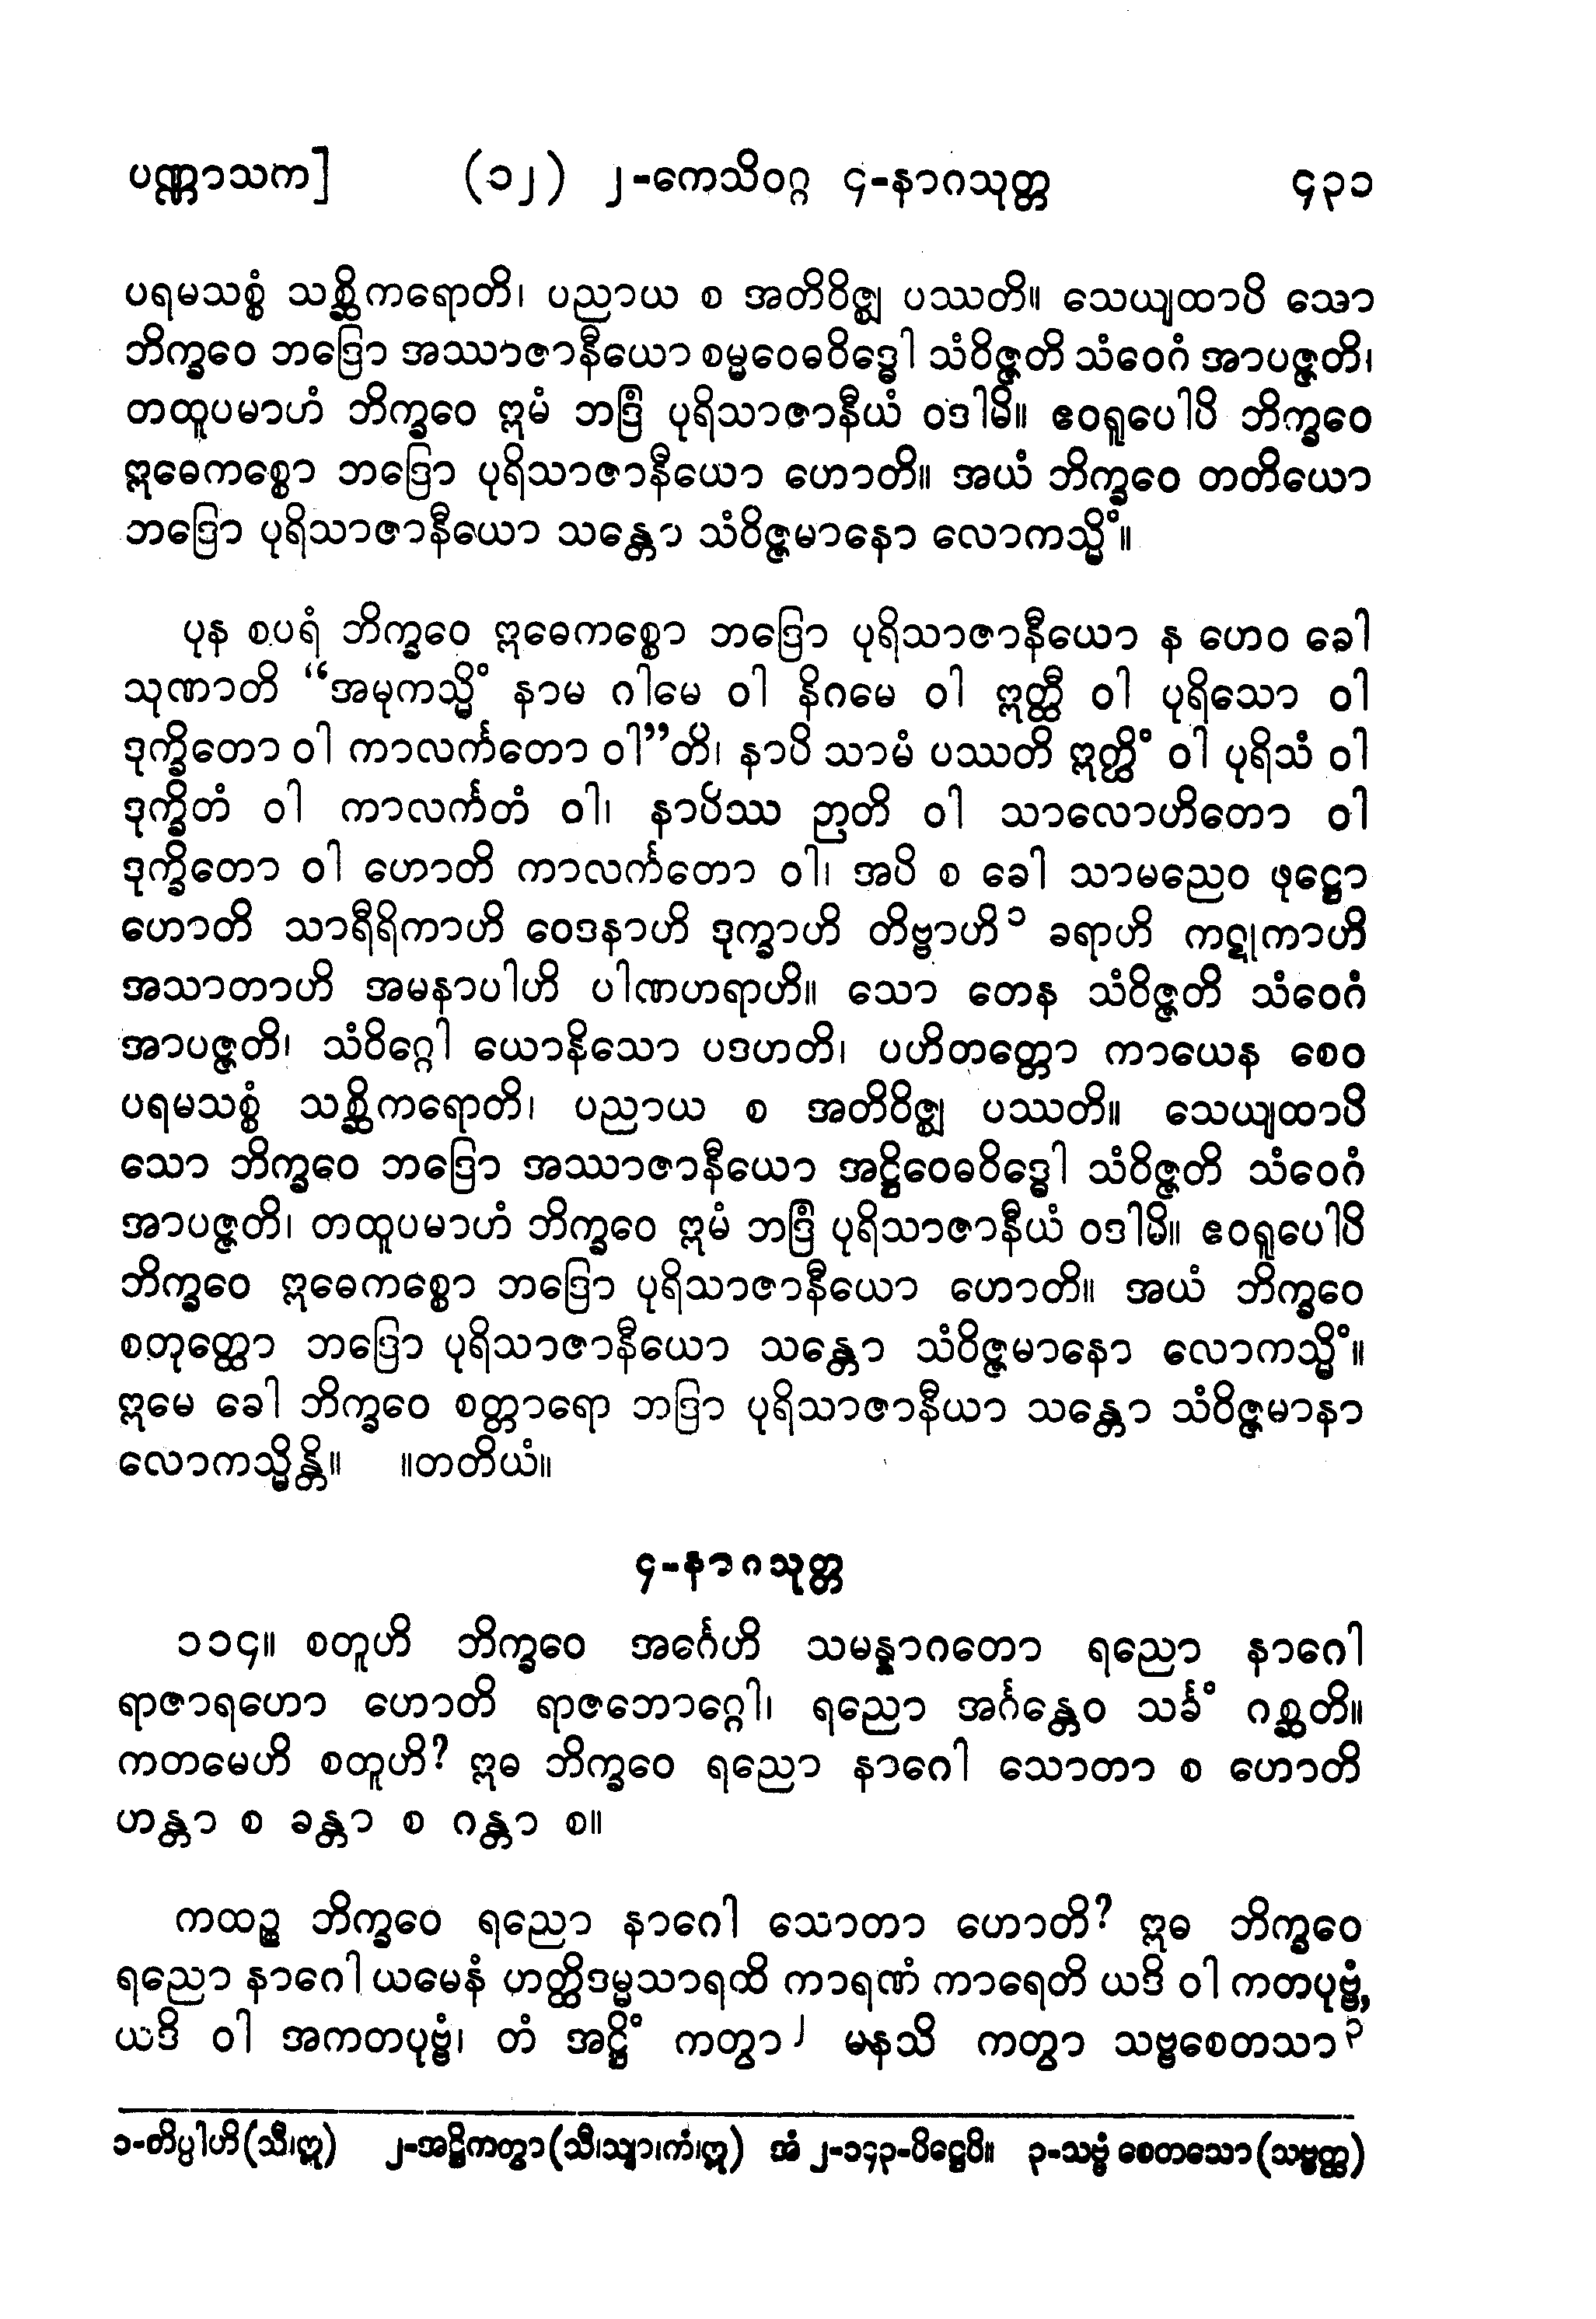 ပဏ္ဏာသက] (၁၂) ၂-ကေသိဝဂ္ဂ ၄-နာဂသုတ္တ ၄၃၁
ပရမသစ္စံ သစ္ဆိကရောတိ၊ ပညာယ စ အတိဝိဇ္ဈ ပဿတိ။ သေယျထာပိ သော
ဘိက္ခဝေ ဘဒြော အဿာဇာနီယော စမ္မဝေဓဝိဒ္ဓေါ သံဝိဇ္ဇတိ သံဝေဂံ အာပဇ္ဇတိ၊
တထူပမာဟံ ဘိက္ခဝေ ဣမံ ဘဒြံ ပုရိသာဇာနီယံ ဝဒါမိ။ ဧဝရူပေါပိ ဘိက္ခဝေ
ဣဓေကစ္စော ဘဒြော ပုရိသာဇာနီယော ဟောတိ။ အယံ ဘိက္ခဝေ တတိယော
ဘဒြော ပုရိသာဇာနီယော သန္တော သံဝိဇ္ဇမာနော လောကသ္မိံ။
ပုန စပရံ ဘိက္ခဝေ ဣဓေကစ္စော ဘဒြော ပုရိသာဇာနီယော န ဟေဝ ခေါ
သုဏာတိ “အမုကသ္မိံ နာမ ဂါမေ ဝါ နိဂမေ ဝါ ဣတ္ထီ ဝါ ပုရိသော ဝါ
ဒုက္ခိတော ဝါ ကာလင်္ကတော ဝါ”တိ၊ နာပိ သာမံ ပဿတိ ဣတ္ထိံ ဝါ ပုရိသံ ဝါ
ဒုက္ခိတံ ဝါ ကာလင်္ကတံ ဝါ၊ နာပိဿ ဉာတိ ဝါ သာလောဟိတော ဝါ
ဒုက္ခိတော ဝါ ဟောတိ ကာလင်္ကတော ဝါ၊ အပိ စ ခေါ သာမညေဝ ဖုဋ္ဌော
ဟောတိ သာရီရိကာဟိ ဝေဒနာဟိ ဒုက္ခာဟိ တိဗ္ဗာဟိ ၁ ခရာဟိ ကဋုကာဟိ
အသာတာဟိ အမနာပါဟိ ပါဏဟရာဟိ။ သော တေန သံဝိဇ္ဇတိ သံဝေဂံ
အာပဇ္ဇတိ၊ သံဝိဂ္ဂေါ ယောနိသော ပဒဟတိ၊ ပဟိတတ္တော ကာယေန စေဝ
ပရမသစ္စံ သစ္ဆိကရောတိ၊ ပညာယ စ အတိဝိဇ္ဈ ပဿတိ။ သေယျထာပိ
သော ဘိက္ခဝေ ဘဒြော အဿာဇာနီယော အဋ္ဌိဝေဓဝိဒ္ဓေါ သံဝိဇ္ဇတိ သံဝေဂံ
အာပဇ္ဇတိ၊ တထူပမာဟံ ဘိက္ခဝေ ဣမံ ဘဒြံ ပုရိသာဇာနီယံ ဝဒါမိ။ ဧဝရူပေါပိ
ဘိက္ခဝေ ဣဓေကစ္စော ဘဒြော ပုရိသာဇာနီယော ဟောတိ။ အယံ ဘိက္ခဝေ
စတုတ္ထော ဘဒြော ပုရိသာဇာနီယော သန္တော သံဝိဇ္ဇမာနော လောကသ္မိံ။
ဣမေ ခေါ ဘိက္ခဝေ စတ္တာရော ဘဒြာ ပုရိသာဇာနီယာ သန္တော သံဝိဇ္ဇမာနာ
လောကသ္မိန္တိ။ ။တတိယံ။
၄-နာဂသုတ္တ
၁၁၄။ စတူဟိ ဘိက္ခဝေ အင်္ဂေဟိ သမန္နာဂတော ရညော နာဂေါ
ရာဇာရဟော ဟောတိ ရာဇဘောဂ္ဂေါ၊ ရညော အင်္ဂန္တေဝ သင်္ခံ ဂစ္ဆတိ။
ကတမေဟိ စတူဟိ? ဣဓ ဘိက္ခဝေ ရညော နာဂေါ သောတာ စ ဟောတိ
ဟန္တာ စ ခန္တာ စ ဂန္တာ စ။
ကထဉ္စ ဘိက္ခဝေ ရညော နာဂေါ သောတာ ဟောတိ? ဣဓ ဘိက္ခဝေ
ရညော နာဂေါ ယမေနံ ဟတ္ထိဒမ္မသာရထိ ကာရဏံ ကာရေတိ ယဒိ ဝါ ကတပုဗ္ဗံ,
ယဒိ ဝါ အကတပုဗ္ဗံ၊ တံ အဋ္ဌိံ ကတွာ ၂ မနသိ ကတွာ သဗ္ဗစေတသာ ၃
၁-တိပ္ပါဟိ(သီ၊ဣ) ၂-အဋ္ဌိကတွာ(သီ၊သျာ၊ကံ၊ဣ) အံ ၂-၁၄၃-ပိဋ္ဌေပိ။ ၃-သဗ္ဗံ စေတသော(သဗ္ဗတ္ထ)